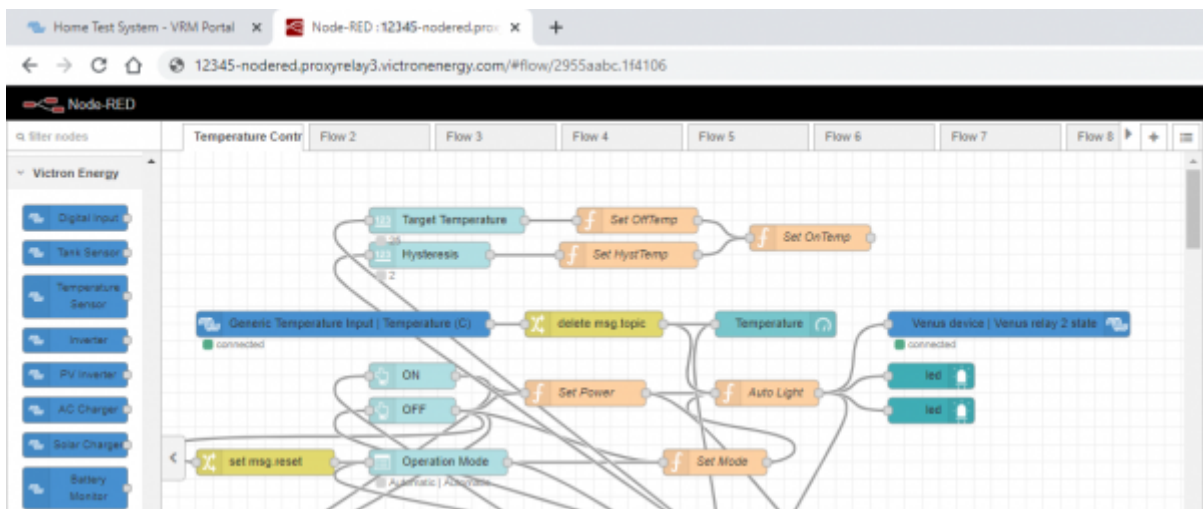 Home Test System - VRM Portal
Node-RED : 12345-nodered.prox
12345-nodered.proxyrelay3.victronenergy.com/#flow/2955aabc.1f4106
Node-RED
filter nodes
Temperature Contr
Flow 2
Flow 3
Flow 4
Flow 5
Flow 6
Flow 7
Flow 8
Victron Energy
Digital Input
Tank Sensor
Temperature
Sensor
Inverter
PV Inverter
AC Charger
Solar Charger
Battery
Monitor
123 Target Temperature
Set OffTemp
Set OnTemp
123 Hysteresis
Set HystTemp
2
Generic Temperature Input | Temperature (C)
connected
delete msg.topic
Temperature
Venus device | Venus relay 2 state
connected
ON
Set Power
Auto Light
led
OFF
led
set msg.reset
Operation Mode
Set Mode
Automatic | Automatic